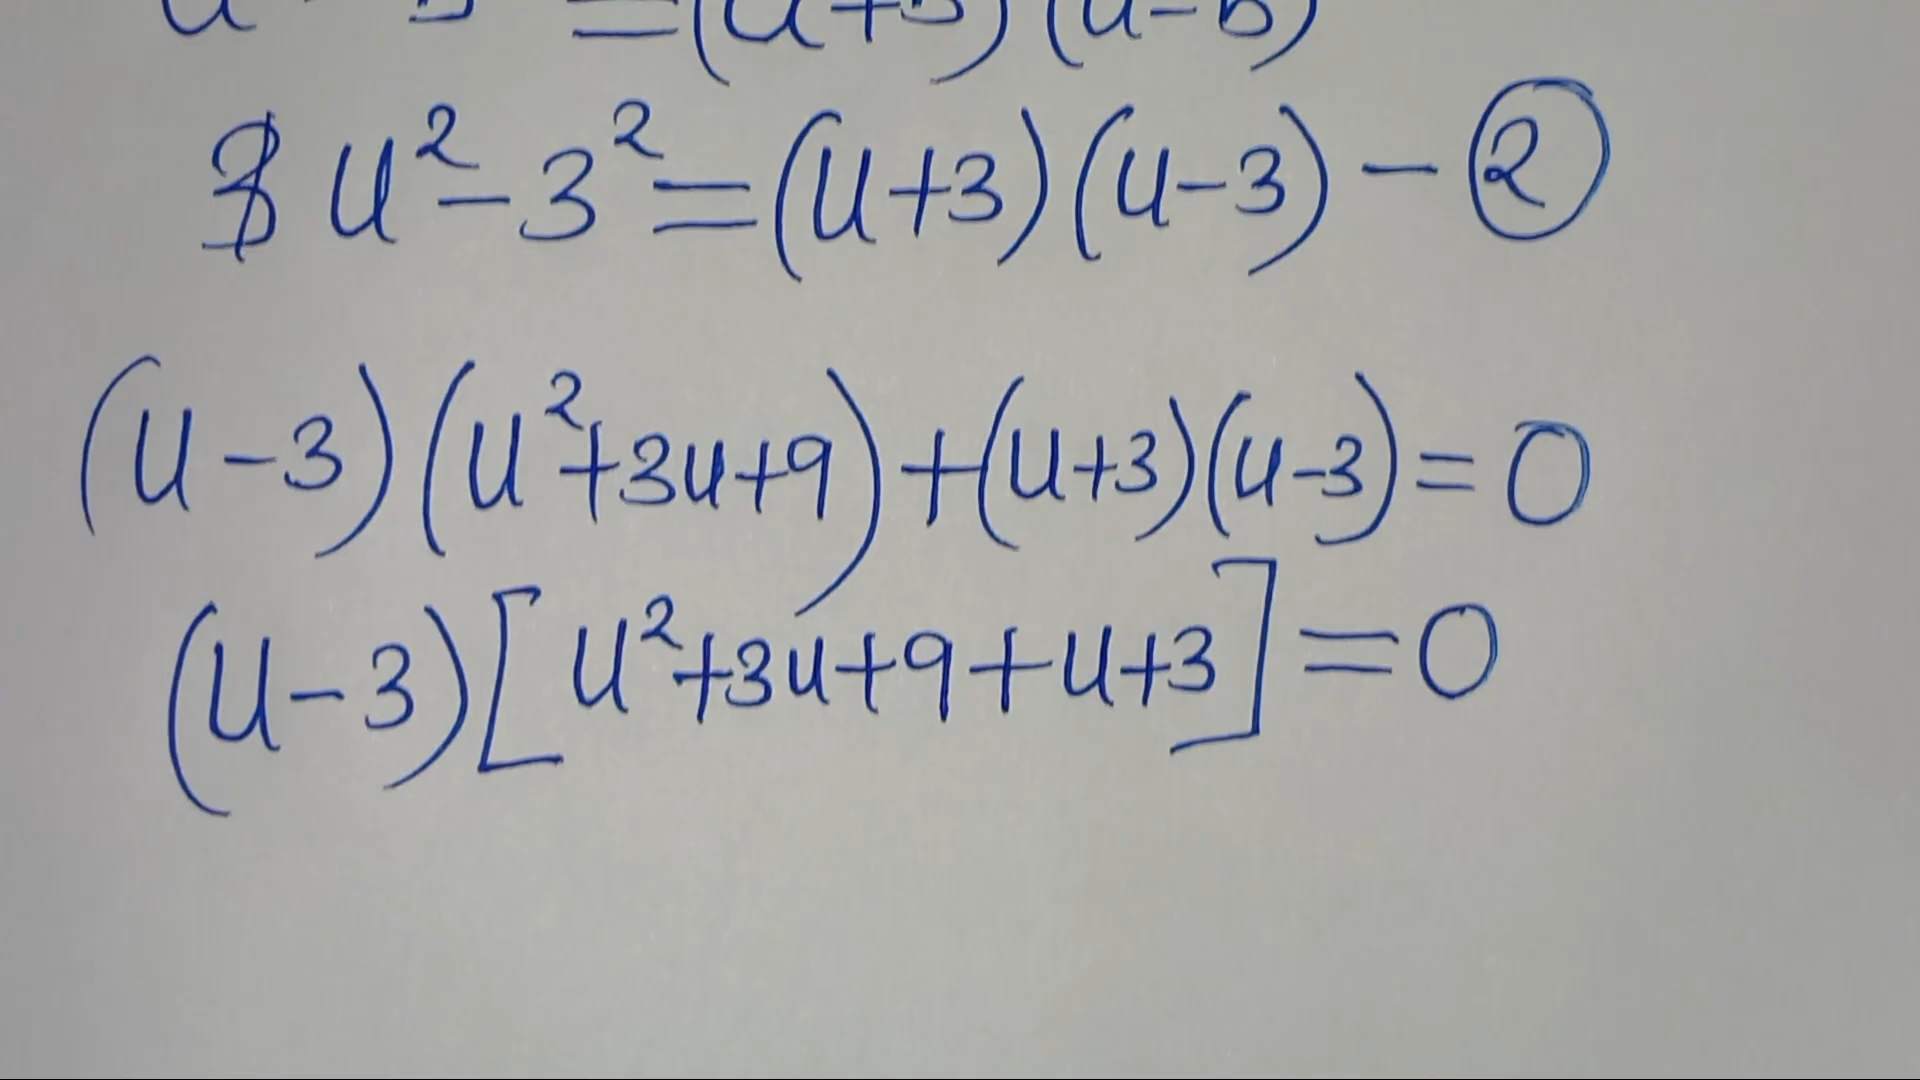 =(u+b)(u-b)
u²-3²=(u+3)(u-3)-②
(u-3)(u²+3u+9)+(u+3)(u-3)=0
(u-3)[u²+3u+9+u+3]=0